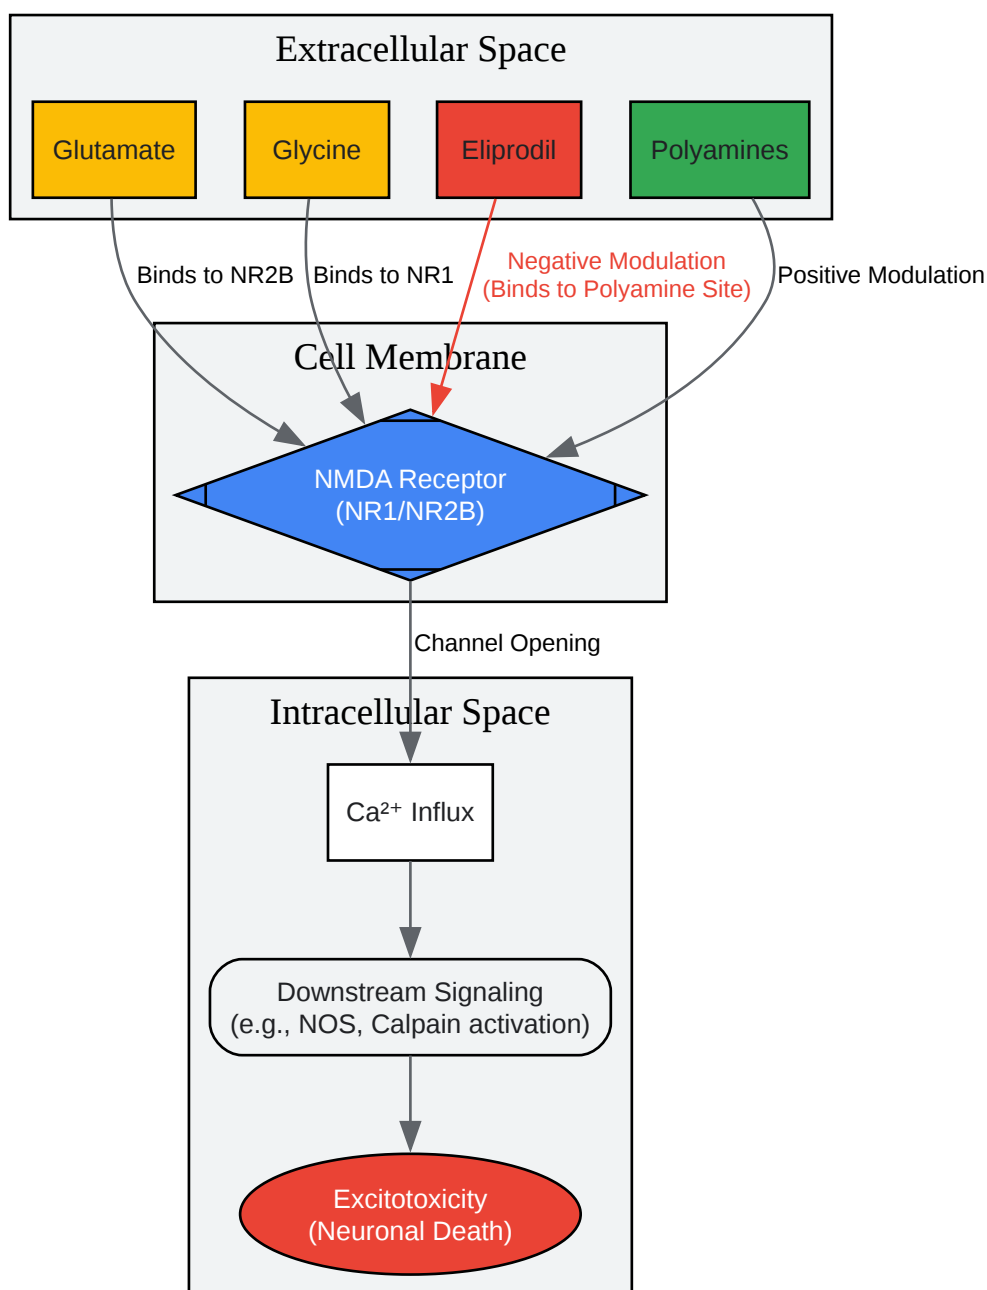 Extracellular Space
Glutamate
Glycine
Eliprodil
Polyamines
Binds to NR2B
Binds to NR1
Negative Modulation
(Binds to Polyamine Site)
Positive Modulation
Cell Membrane
NMDA Receptor
(NR1/NR2B)
Channel Opening
Intracellular Space
Ca²⁺ Influx
Downstream Signaling
(e.g., NOS, Calpain activation)
Excitotoxicity
(Neuronal Death)